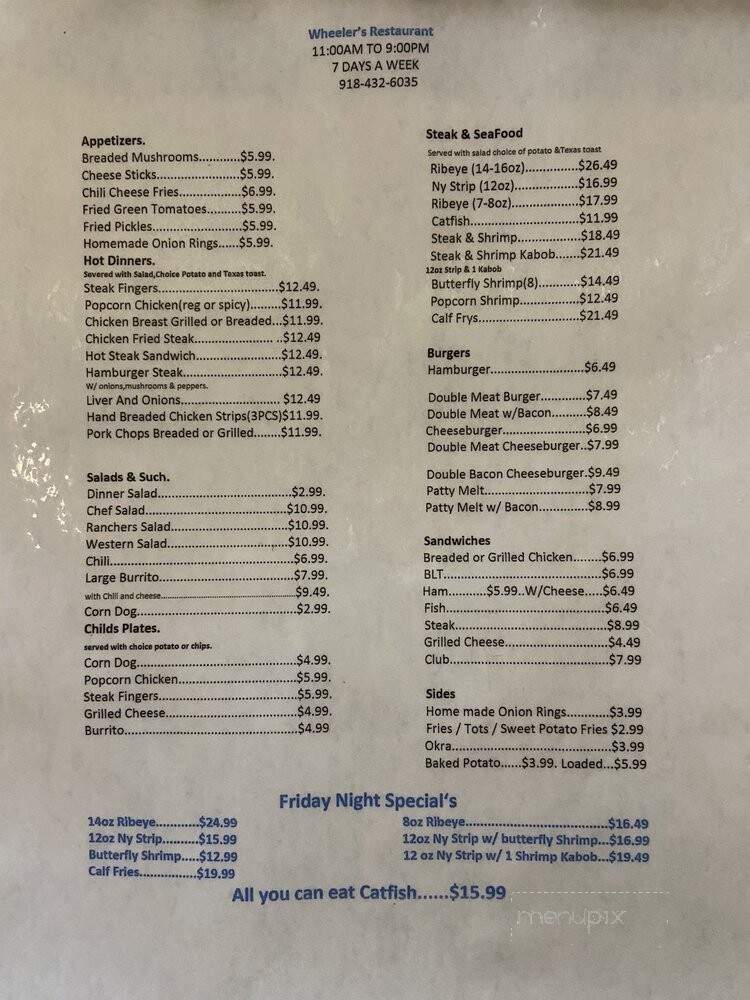 Wheeler's Restaurant
11:00AM TO 9:00PM
7 DAYS A WEEK
918-432-6035
Appetizers.
Breaded Mushrooms............$5.99.
Cheese Sticks........................$5.99.
Chili Cheese Fries..................$6.99.
Fried Green Tomatoes..........$5.99.
Fried Pickles..........................$5.99.
Homemade Onion Rings......$5.99.
Hot Dinners.
Severed with Salad,Choice Potato and Texas toast.
Steak Fingers...................................$12.49.
Popcorn Chicken(reg or spicy).........$11.99.
Chicken Breast Grilled or Breaded...$11.99.
Chicken Fried Steak....................... ..$12.49
Hot Steak Sandwich.........................$12.49.
Hamburger Steak.............................$12.49.
W/ onions,mushrooms & peppers.
Liver And Onions............................. $12.49
Hand Breaded Chicken Strips(3PCS)$11.99.
Pork Chops Breaded or Grilled........$11.99.
Salads & Such.
Dinner Salad.......................................$2.99.
Chef Salad.........................................$10.99.
Ranchers Salad..................................$10.99.
Western Salad...................................$10.99.
Chili.....................................................$6.99.
Large Burrito.......................................$7.99.
with Chili and cheese..........................................................$9.49.
Corn Dog.............................................$2.99.
Childs Plates.
served with choice potato or chips.
Corn Dog..............................................$4.99.
Popcorn Chicken..................................$5.99.
Steak Fingers........................................$5.99.
Grilled Cheese......................................$4.99.
Burrito..................................................$4.99
Steak & SeaFood
Served with salad choice of potato &Texas toast
Ribeye (14-16oz)...............$26.49
Ny Strip (12oz)..................$16.99
Ribeye (7-8oz)...................$17.99
Catfish................................$11.99
Steak & Shrimp..................$18.49
Steak & Shrimp Kabob.......$21.49
12oz Strip & 1 Kabob
Butterfly Shrimp(8)............$14.49
Popcorn Shrimp.................$12.49
Calf Frys.............................$21.49
Burgers
Hamburger...........................$6.49
Double Meat Burger.............$7.49
Double Meat w/Bacon..........$8.49
Cheeseburger........................$6.99
Double Meat Cheeseburger..$7.99
Double Bacon Cheeseburger.$9.49
Patty Melt..............................$7.99
Patty Melt w/ Bacon..............$8.99
Sandwiches
Breaded or Grilled Chicken........$6.99
BLT..............................................$6.99
Ham..........$5.99..W/Cheese.....$6.49
Fish..............................................$6.49
Steak............................................$8.99
Grilled Cheese..............................$4.49
Club..............................................$7.99
Sides
Home made Onion Rings............$3.99
Fries / Tots / Sweet Potato Fries $2.99
Okra..............................................$3.99
Baked Potato......$3.99. Loaded...$5.99
Friday Night Special's
14oz Ribeye............$24.99
12oz Ny Strip..........$15.99
Butterfly Shrimp.....$12.99
Calf Fries.................$19.99
8oz Ribeye..........................................$16.49
12oz Ny Strip w/ butterfly Shrimp...$16.99
12 oz Ny Strip w/ 1 Shrimp Kabob...$19.49
All you can eat Catfish......$15.99
menupix